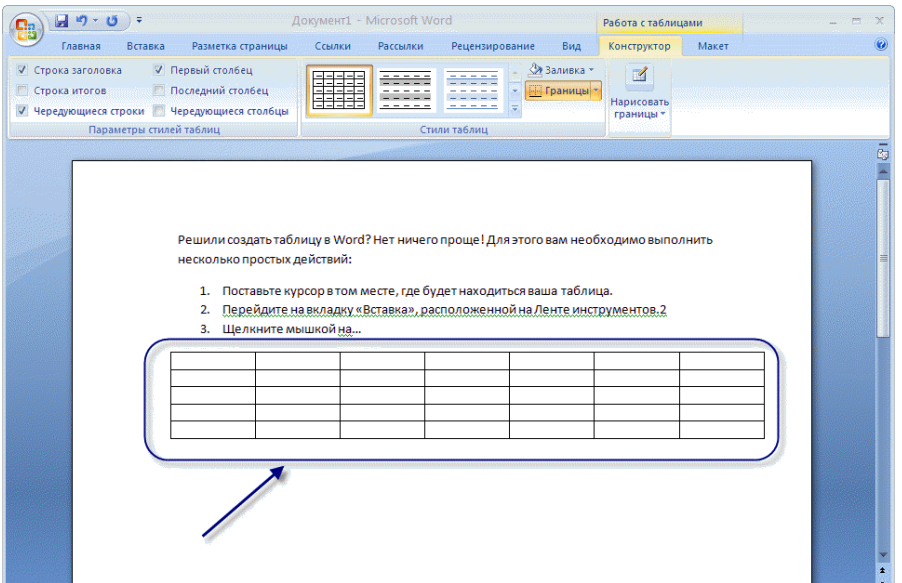 Документ1 - Microsoft Word
Работа с таблицами
Главная Вставка Разметка страницы Ссылки Рассылки Рецензирование Вид Конструктор Макет
Строка заголовка Первый столбец Заливка
Строка итогов Последний столбец Границы
Чередующиеся строки Чередующиеся столбцы
Нарисовать
границы
Параметры стилей таблиц Стили таблиц
Решили создать таблицу в Word? Нет ничего проще! Для этого вам необходимо выполнить
несколько простых действий:
1. Поставьте курсор в том месте, где будет находиться ваша таблица.
2. Перейдите на вкладку «Вставка», расположенной на Ленте инструментов.2
3. Щелкните мышкой на...